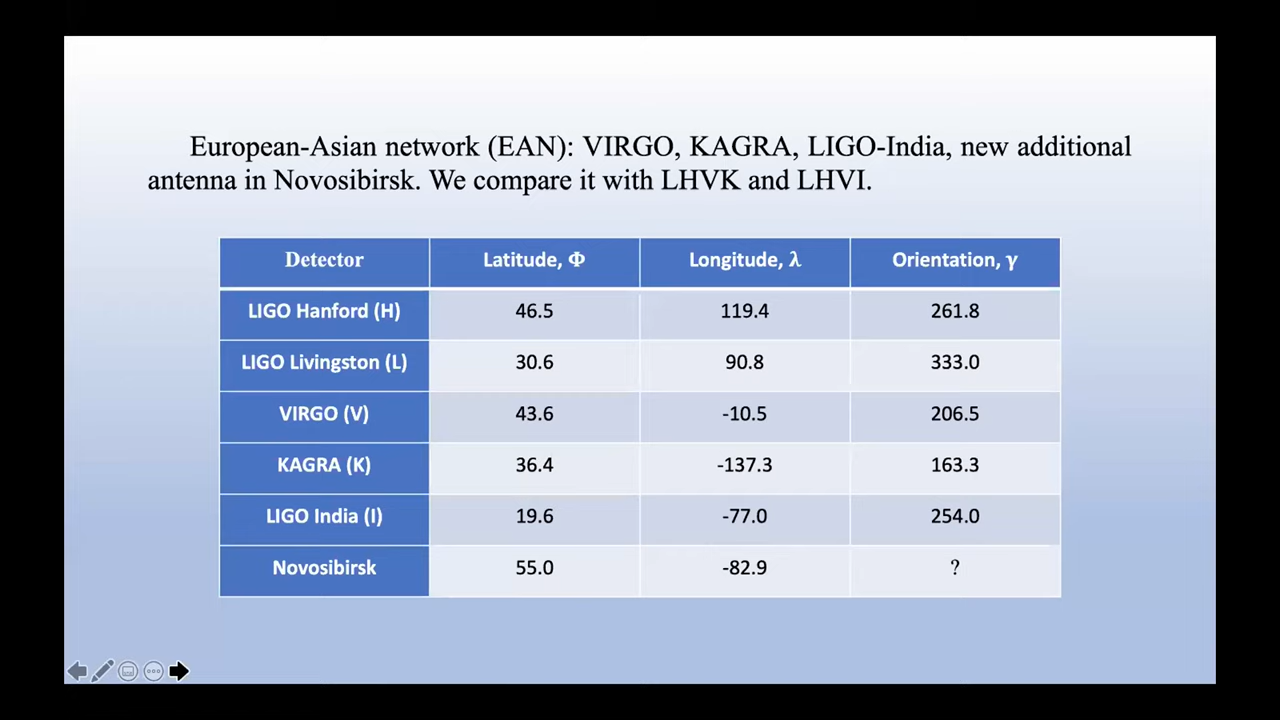 European-Asian network (EAN): VIRGO, KAGRA, LIGO-India, new additional
antenna in Novosibirsk. We compare it with LHVK and LHVI.
Detector Latitude, Φ Longitude, λ Orientation, γ
LIGO Hanford (H) 46.5 119.4 261.8
LIGO Livingston (L) 30.6 90.8 333.0
VIRGO (V) 43.6 -10.5 206.5
KAGRA (K) 36.4 -137.3 163.3
LIGO India (I) 19.6 -77.0 254.0
Novosibirsk 55.0 -82.9 ?